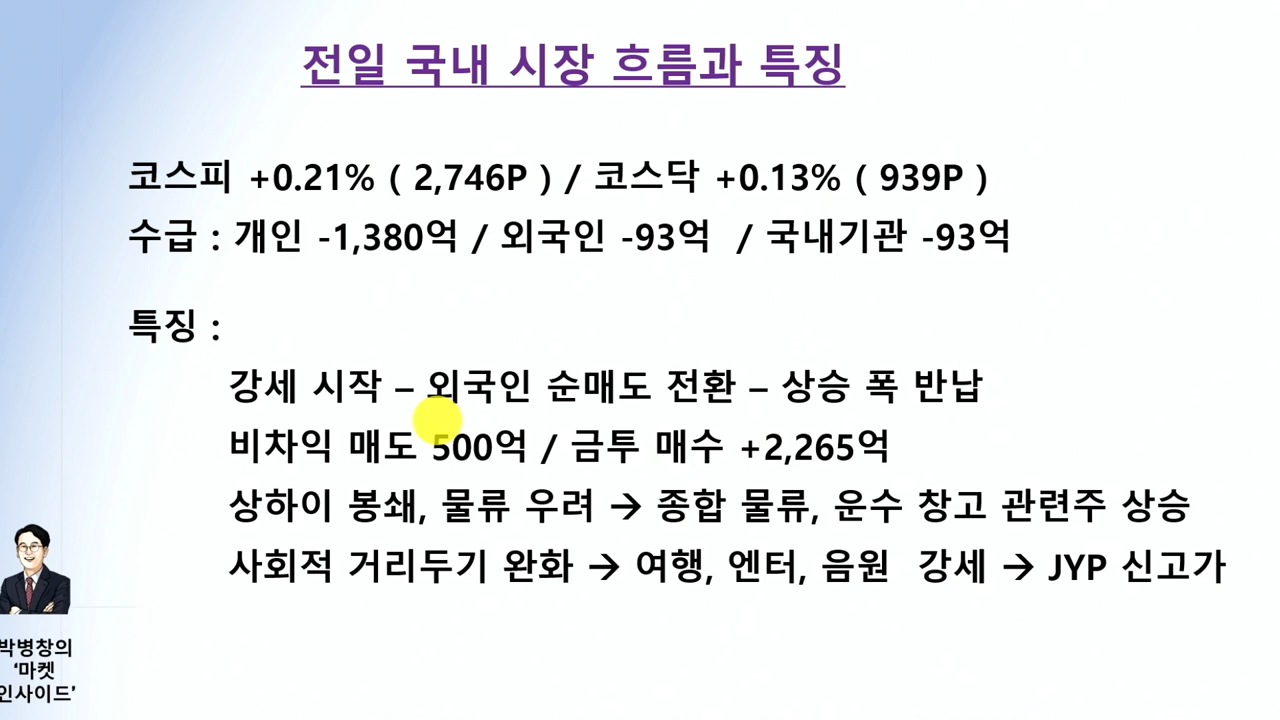 전일 국내 시장 흐름과 특징
코스피 +0.21% ( 2,746P ) / 코스닥 +0.13% ( 939P )
수급 : 개인 -1,380억 / 외국인 -93억 / 국내기관 -93억
특징 :
강세 시작 – 외국인 순매도 전환 – 상승 폭 반납
비차익 매도 500억 / 금투 매수 +2,265억
상하이 봉쇄, 물류 우려 → 종합 물류, 운수 창고 관련주 상승
사회적 거리두기 완화 → 여행, 엔터, 음원 강세 → JYP 신고가
박병창의
‘마켓
인사이드’